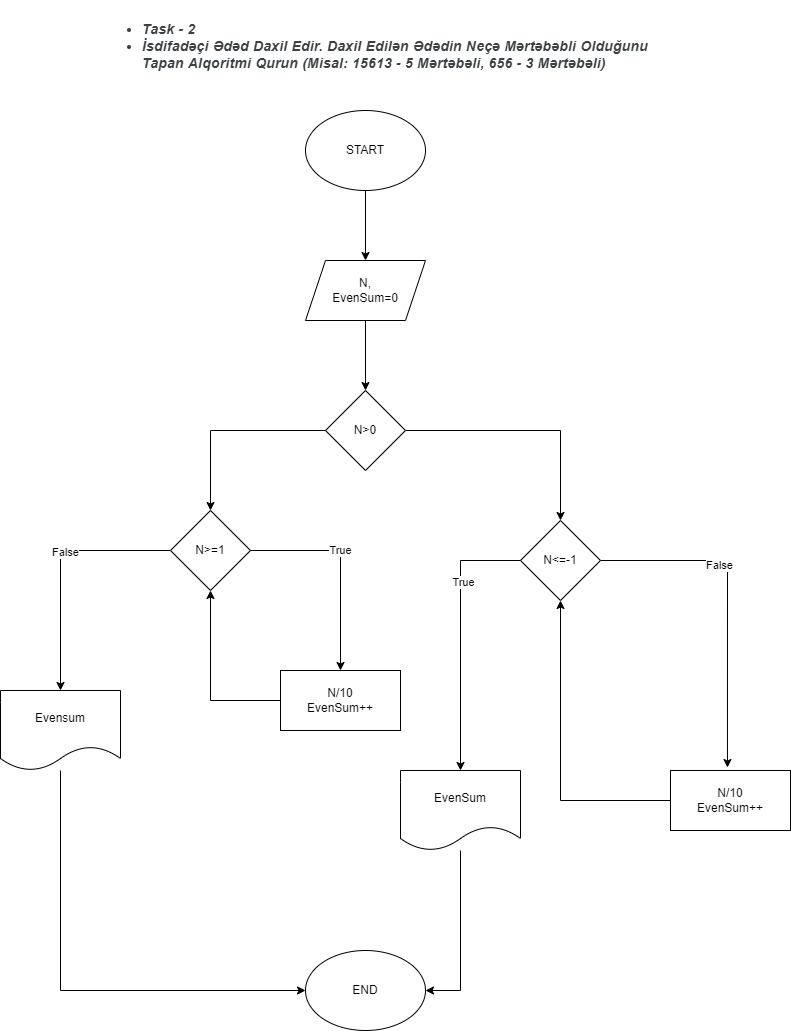 Task - 2
İsdifadəçi Ədəd Daxil Edir. Daxil Edilən Ədədin Neçə Mərtəbəbli Olduğunu
Tapan Alqoritmi Qurun (Misal: 15613 - 5 Mərtəbəli, 656 - 3 Mərtəbəli)
START
N,
EvenSum=0
N>0
N>=1
N<=-1
False
True
True
False
N/10
EvenSum++
Evensum
EvenSum
N/10
EvenSum++
END